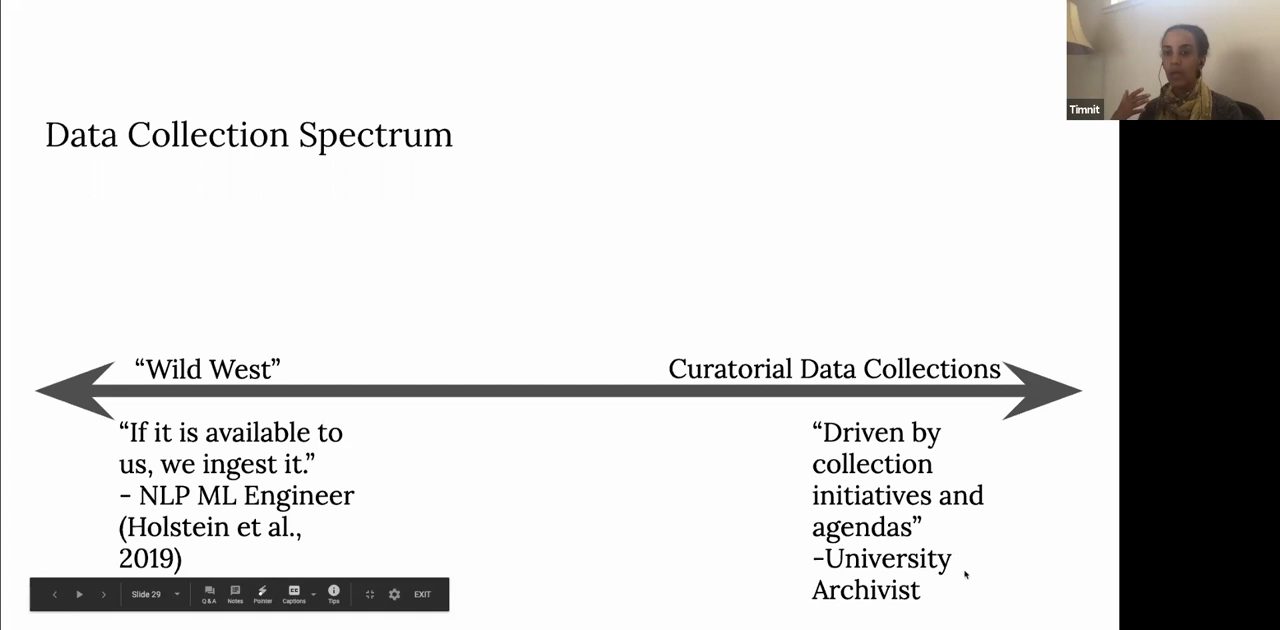 Timnit
Data Collection Spectrum
“Wild West”
Curatorial Data Collections
“If it is available to
us, we ingest it.”
- NLP ML Engineer
(Holstein et al.,
2019)
“Driven by
collection
initiatives and
agendas”
-University
Archivist
Slide 29
Q & A
Notes
Pointer
Captions
Tips
EXIT